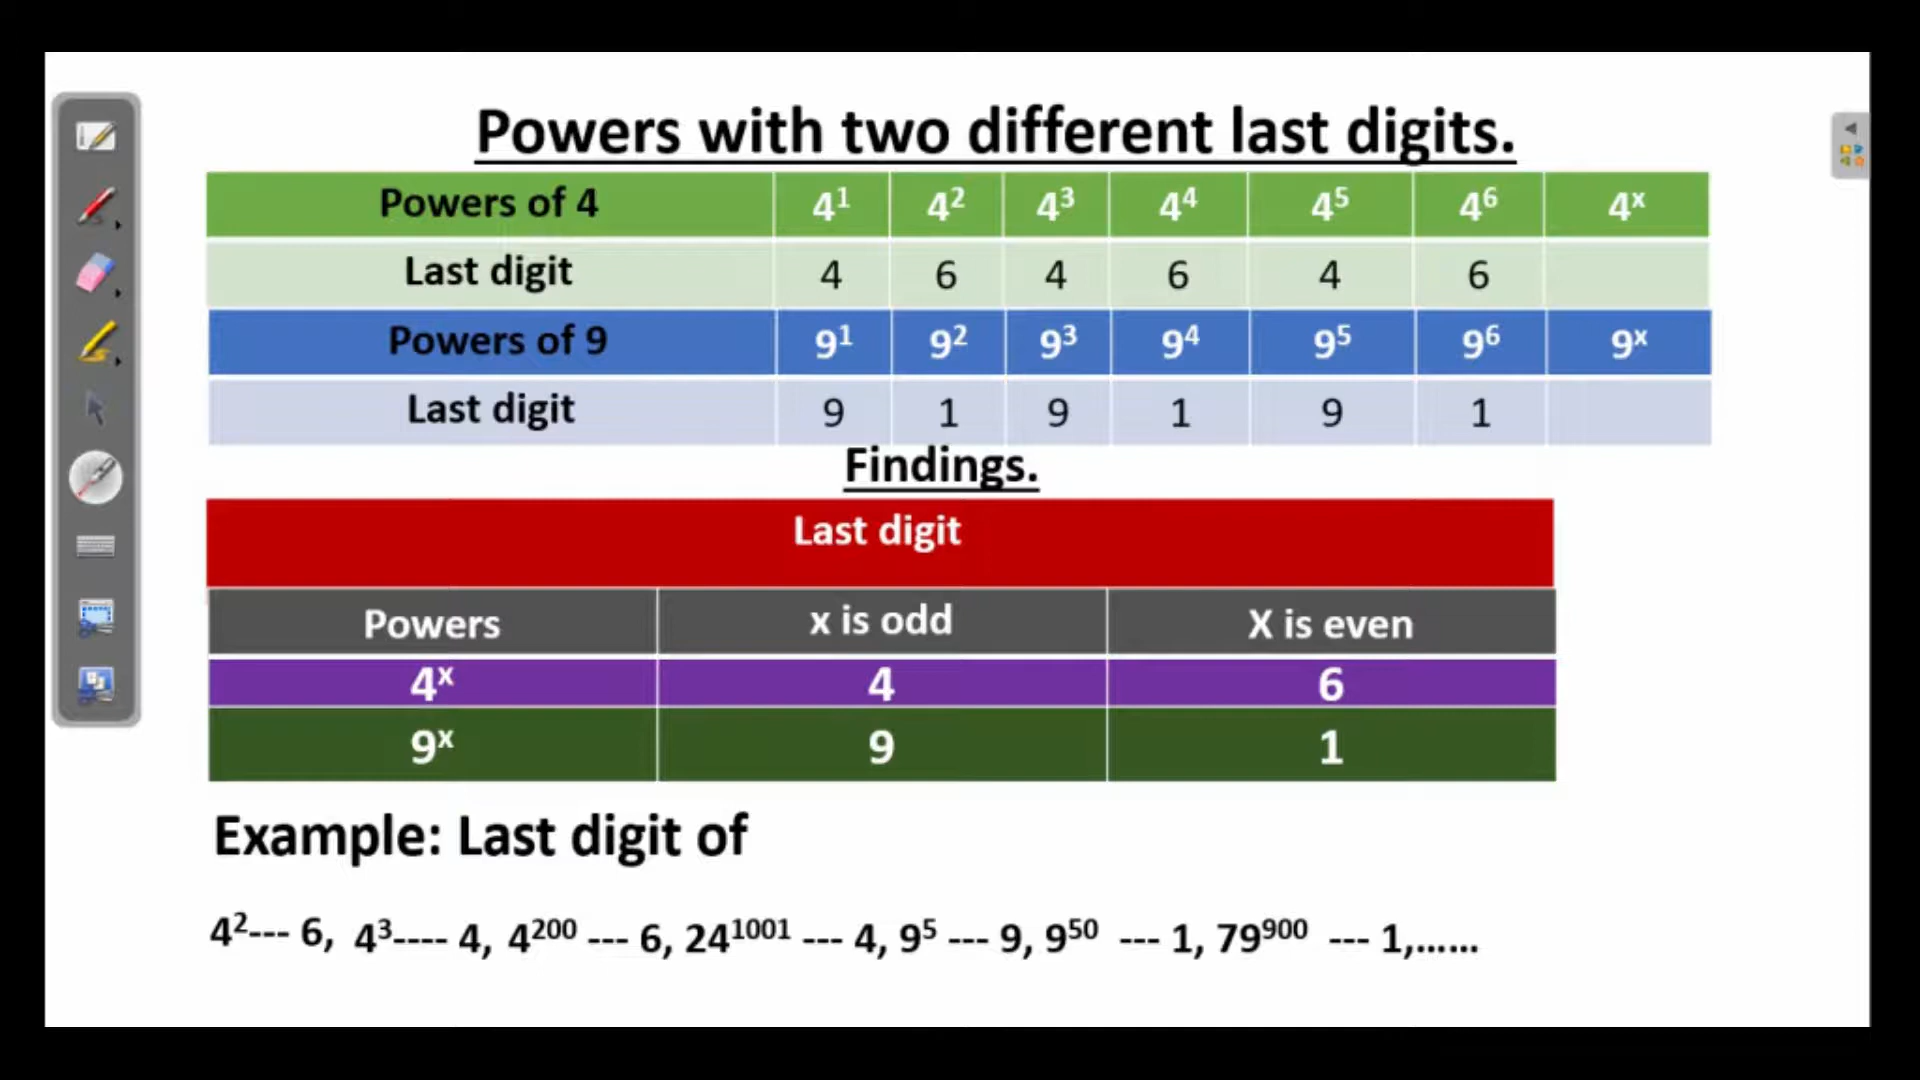 Powers with two different last digits.
Powers of 4 4¹ 4² 4³ 4⁴ 4⁵ 4⁶ 4ˣ
Last digit 4 6 4 6 4 6
Powers of 9 9¹ 9² 9³ 9⁴ 9⁵ 9⁶ 9ˣ
Last digit 9 1 9 1 9 1
Findings.
Last digit
Powers x is odd X is even
4ˣ 4 6
9ˣ 9 1
Example: Last digit of
4²--- 6, 4³---- 4, 4²⁰⁰ --- 6, 24¹⁰⁰¹ --- 4, 9⁵ --- 9, 9⁵⁰ --- 1, 79⁹⁰⁰ --- 1,......